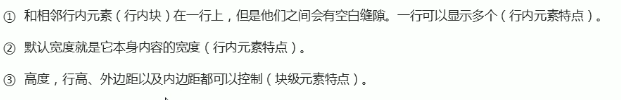 ① 和相邻行内元素（行内块）在一行上，但是他们之间会有空白缝隙。一行可以显示多个（行内元素特点）。
② 默认宽度就是它本身内容的宽度（行内元素特点）。
③ 高度，行高、外边距以及内边距都可以控制（块级元素特点）。